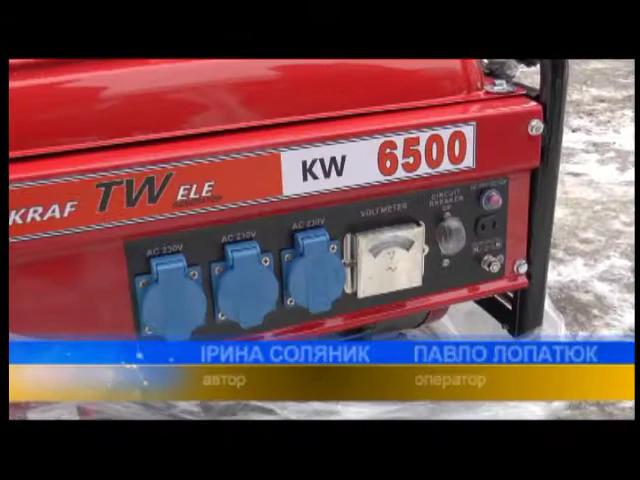 KRAF TW ELE
KW 6500
AC 230V AC 230V AC 230V
VOLTMETER
CIRCUIT
BREAKER
ІРИНА СОЛЯНИК ПАВЛО ЛОПАТЮК
автор оператор